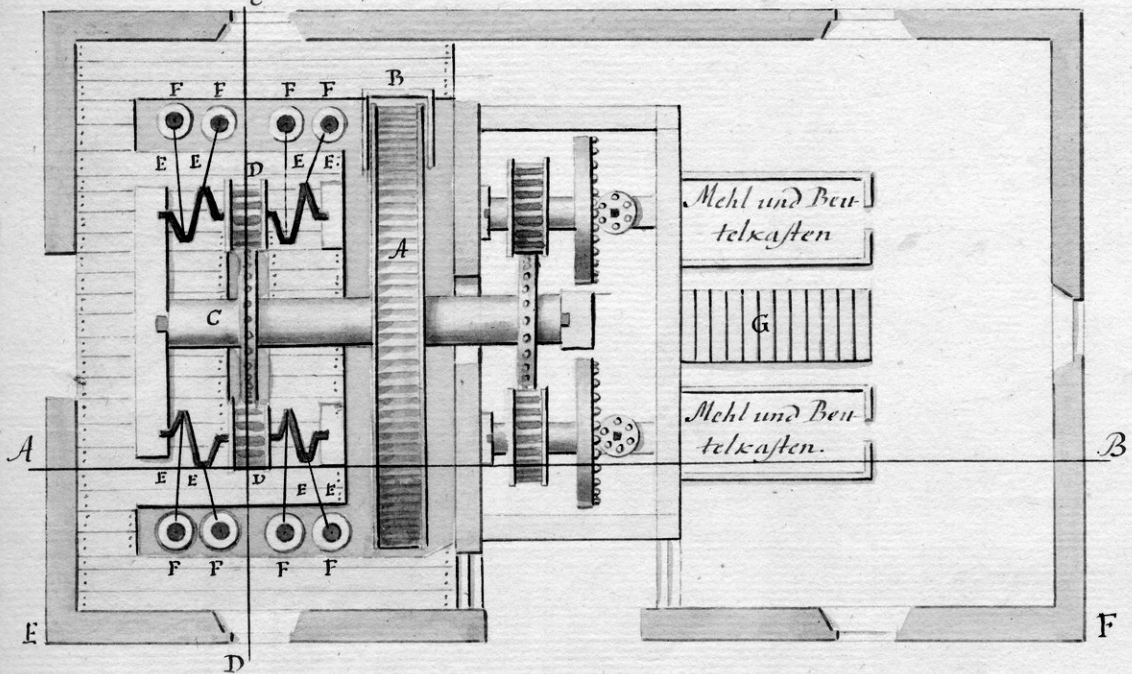 C
B
F F F F
E E E E
D
Mehl und Beu-
telkasten
A
C
G
Mehl und Beu-
telkasten.
A
B
E E E E
D
F F F F
E
F
D